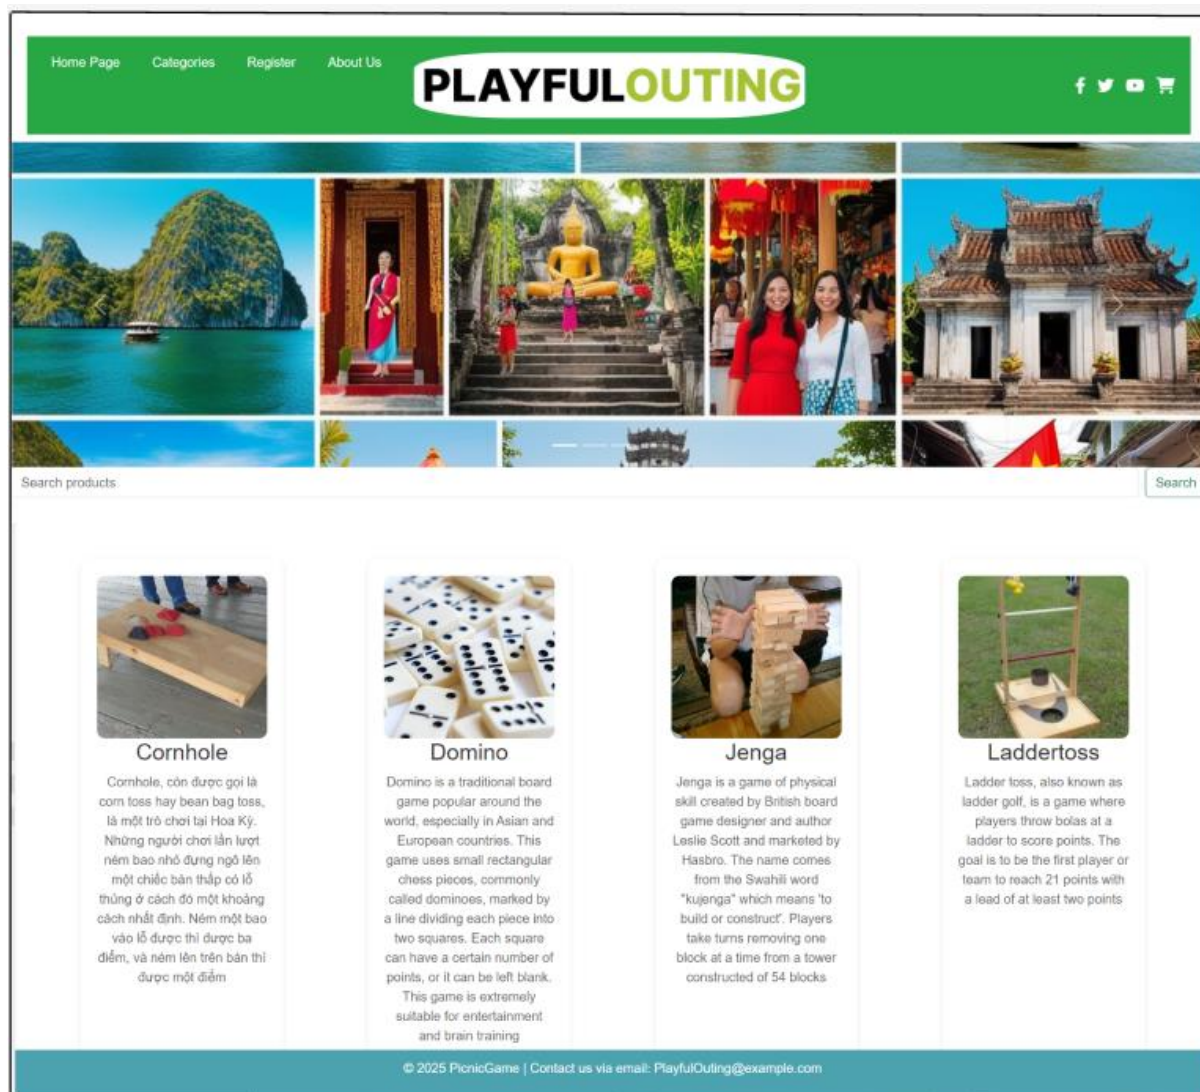 Home Page Categories Register About Us
PLAYFULOUTING
Search products Search
Cornhole
Cornhole, còn được gọi là
corn toss hay bean bag toss,
là một trò chơi tại Hoa Kỳ.
Những người chơi lần lượt
ném bao nhỏ đựng ngô lên
một chiếc bàn thấp có lỗ
thủng ở cách đó một khoảng
cách nhất định. Ném một bao
vào lỗ được thì được ba
điểm, và ném lên trên bàn thì
được một điểm
Domino
Domino is a traditional board
game popular around the
world, especially in Asian and
European countries. This
game uses small rectangular
chess pieces, commonly
called dominoes, marked by
a line dividing each piece into
two squares. Each square
can have a certain number of
points, or it can be left blank.
This game is extremely
suitable for entertainment
and brain training
Jenga
Jenga is a game of physical
skill created by British board
game designer and author
Leslie Scott and marketed by
Hasbro. The name comes
from the Swahili word
"kujenga" which means 'to
build or construct'. Players
take turns removing one
block at a time from a tower
constructed of 54 blocks
Laddertoss
Ladder toss, also known as
ladder golf, is a game where
players throw bolas at a
ladder to score points. The
goal is to be the first player or
team to reach 21 points with
a lead of at least two points
© 2025 PicnicGame | Contact us via email: PlayfulOuting@example.com